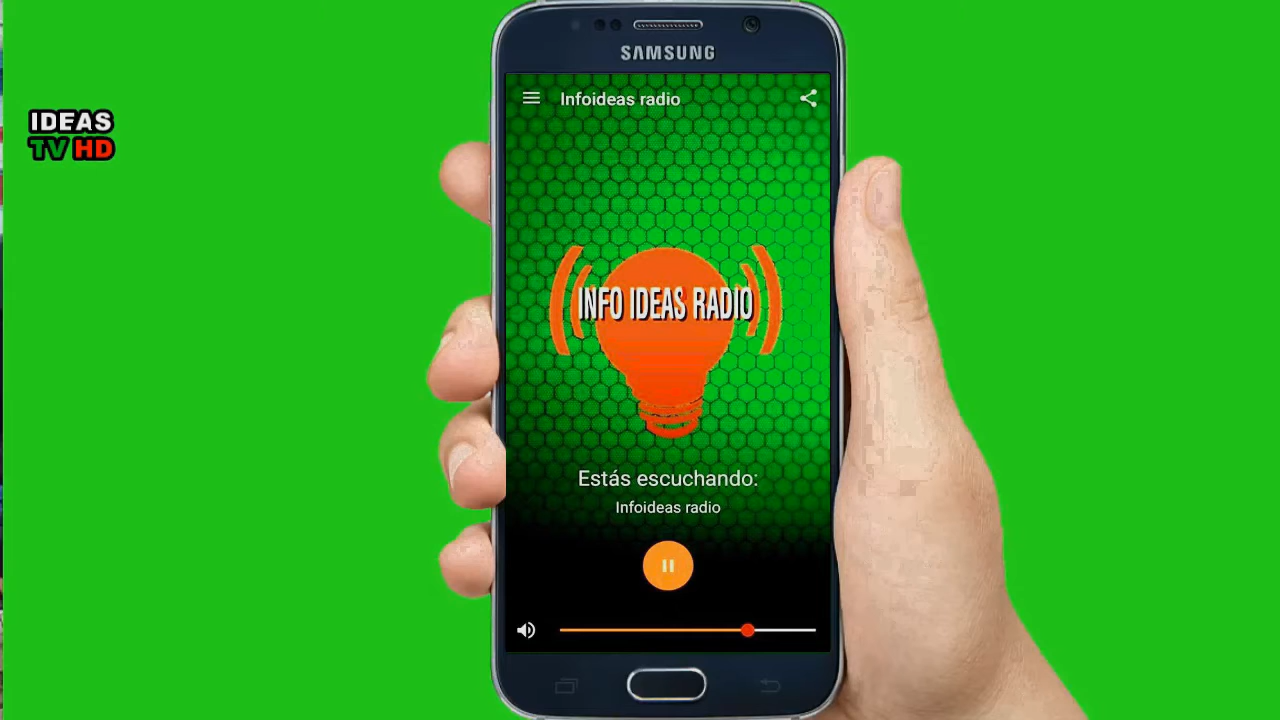 IDEAS
TV HD
SAMSUNG
Infoideas radio
INFO IDEAS RADIO
Estás escuchando:
Infoideas radio